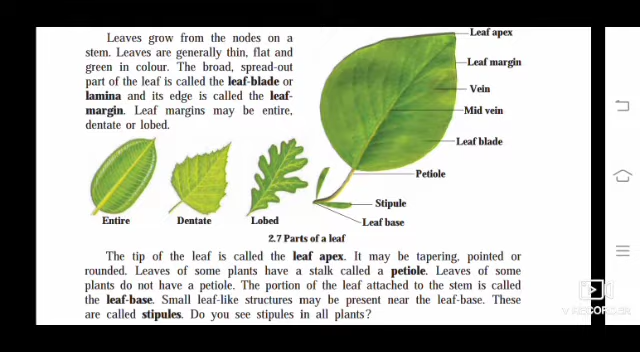 Leaves grow from the nodes on a
stem. Leaves are generally thin, flat and
green in colour. The broad, spread-out
part of the leaf is called the leaf-blade or
lamina and its edge is called the leaf-
margin. Leaf margins may be entire,
dentate or lobed.
Leaf apex
Leaf margin
Vein
Mid vein
Leaf blade
Petiole
Stipule
Leaf base
Entire
Dentate
Lobed
2.7 Parts of a leaf
The tip of the leaf is called the leaf apex. It may be tapering, pointed or
rounded. Leaves of some plants have a stalk called a petiole. Leaves of some
plants do not have a petiole. The portion of the leaf attached to the stem is called
the leaf-base. Small leaf-like structures may be present near the leaf-base. These
are called stipules. Do you see stipules in all plants?
V RECORDER